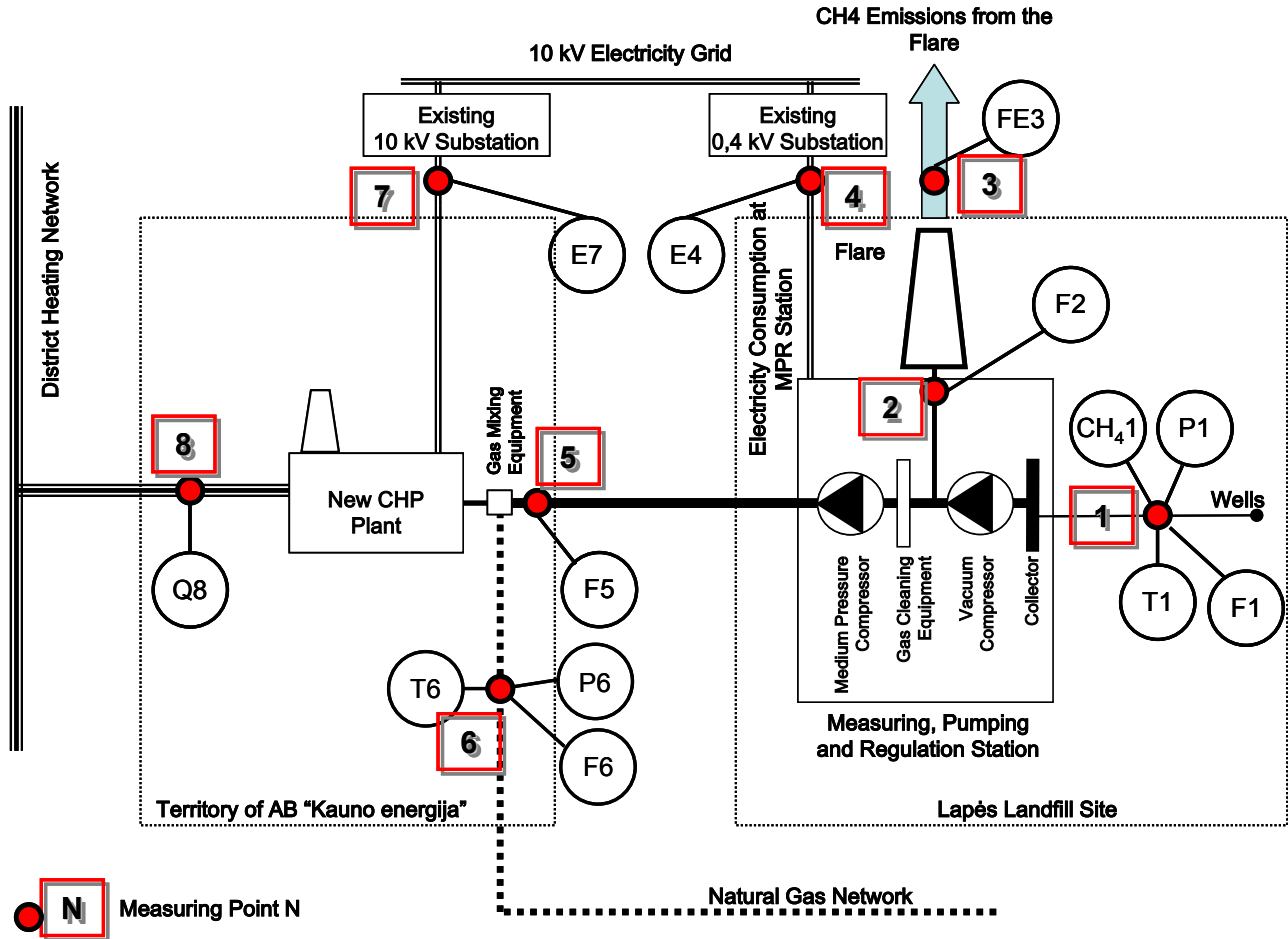 CH4 Emissions from the
Flare
10 kV Electricity Grid
Existing
10 kV Substation
Existing
0,4 kV Substation
FE3
7
4
3
District Heating Network
E7
E4
Flare
Electricity Consumption at
MPR Station
F2
2
8
Gas Mixing
Equipment
5
CH₄1
P1
New CHP
Plant
1
Wells
Q8
F5
Medium Pressure
Compressor
Gas Cleaning
Equipment
Vacuum
Compressor
Collector
T1
F1
T6
P6
6
F6
Measuring, Pumping
and Regulation Station
Territory of AB “Kauno energija”
Lapės Landfill Site
Natural Gas Network
N
Measuring Point N